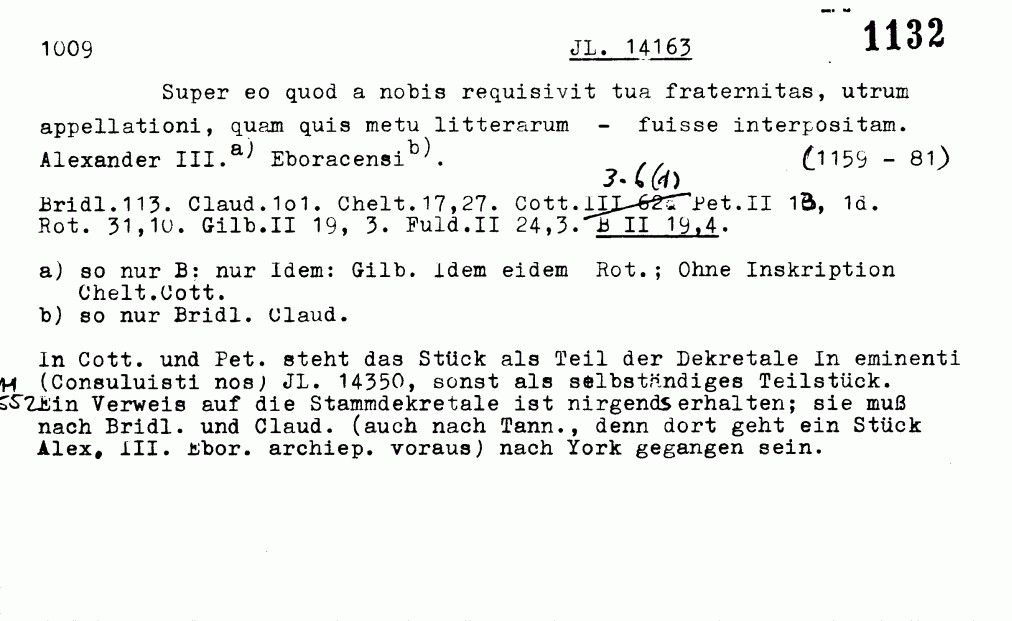 1009 JL. 14163 1132
Super eo quod a nobis requisivit tua fraternitas, utrum
appellationi, quam quis metu litterarum - fuisse interpositam.
Alexander III.a) Eboracensi b). (1159 - 81)
3.6(1)
Bridl.113. Claud.101. Chelt.17,27. Cott.III 62a Pet.II 13, 1d.
Rot. 31,10. Gilb.II 19, 3. Fuld.II 24,3. B II 19,4.
a) so nur B: nur Idem: Gilb. Idem eidem Rot.; Ohne Inskription
Chelt.Cott.
b) so nur Bridl. Claud.
In Cott. und Pet. steht das Stück als Teil der Dekretale In eminenti
(Consuluisti nos) JL. 14350, sonst als selbständiges Teilstück.
Ein Verweis auf die Stammdekretale ist nirgends erhalten; sie muß
nach Bridl. und Claud. (auch nach Tann., denn dort geht ein Stück
Alex. III. Ebor. archiep. voraus) nach York gegangen sein.